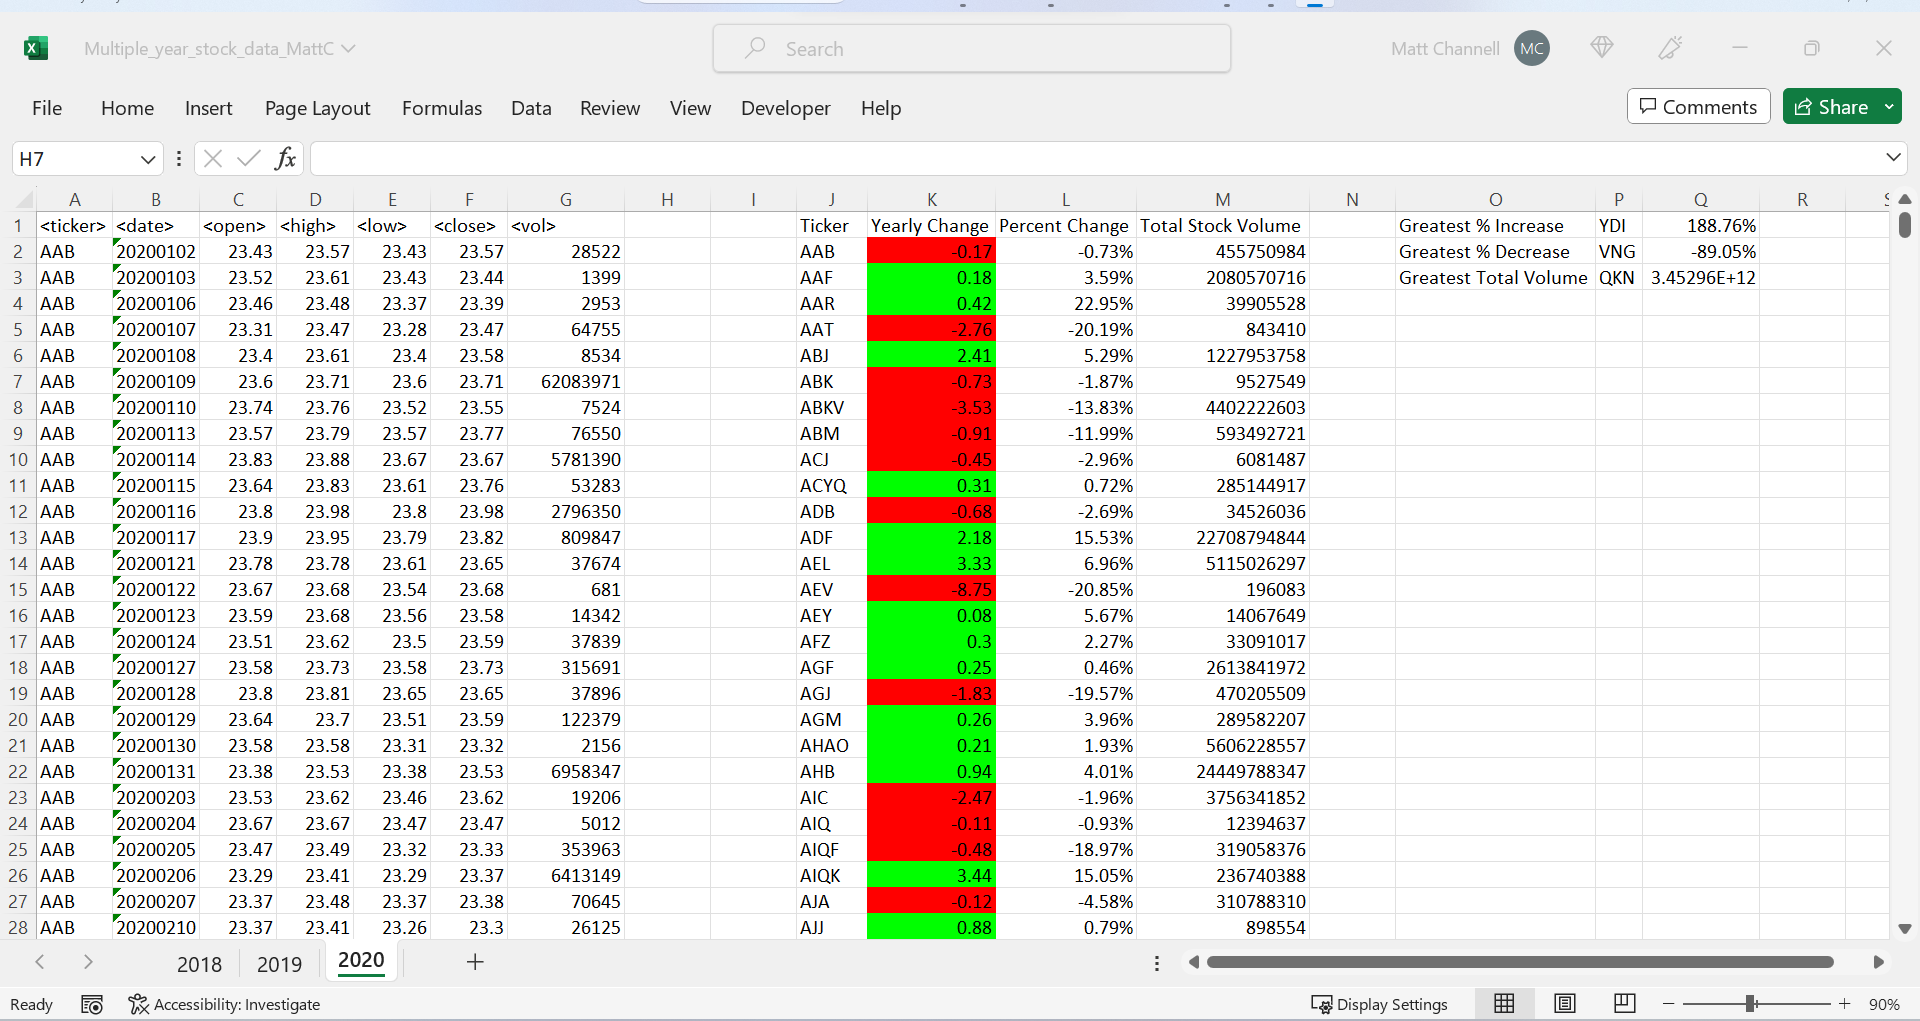 Multiple_year_stock_data_MattC
Search
Matt Channell MC
File Home Insert Page Layout Formulas Data Review View Developer Help Comments Share
H7 fx
A B C D E F G H I J K L M N O P Q R
1 <ticker> <date> <open> <high> <low> <close> <vol> Ticker Yearly Change Percent Change Total Stock Volume Greatest % Increase YDI 188.76%
2 AAB 20200102 23.43 23.57 23.43 23.57 28522 AAB -0.17 -0.73% 455750984 Greatest % Decrease VNG -89.05%
3 AAB 20200103 23.52 23.61 23.43 23.44 1399 AAF 0.18 3.59% 2080570716 Greatest Total Volume QKN 3.45296E+12
4 AAB 20200106 23.46 23.48 23.37 23.39 2953 AAR 0.42 22.95% 39905528
5 AAB 20200107 23.31 23.47 23.28 23.47 64755 AAT -2.76 -20.19% 843410
6 AAB 20200108 23.4 23.61 23.4 23.58 8534 ABJ 2.41 5.29% 1227953758
7 AAB 20200109 23.6 23.71 23.6 23.71 62083971 ABK -0.73 -1.87% 9527549
8 AAB 20200110 23.74 23.76 23.52 23.55 7524 ABKV -3.53 -13.83% 4402222603
9 AAB 20200113 23.57 23.79 23.57 23.77 76550 ABM -0.91 -11.99% 593492721
10 AAB 20200114 23.83 23.88 23.67 23.67 5781390 ACJ -0.45 -2.96% 6081487
11 AAB 20200115 23.64 23.83 23.61 23.76 53283 ACYQ 0.31 0.72% 285144917
12 AAB 20200116 23.8 23.98 23.8 23.98 2796350 ADB -0.68 -2.69% 34526036
13 AAB 20200117 23.9 23.95 23.79 23.82 809847 ADF 2.18 15.53% 22708794844
14 AAB 20200121 23.78 23.78 23.61 23.65 37674 AEL 3.33 6.96% 5115026297
15 AAB 20200122 23.67 23.68 23.54 23.68 681 AEV -8.75 -20.85% 196083
16 AAB 20200123 23.59 23.68 23.56 23.58 14342 AEY 0.08 5.67% 14067649
17 AAB 20200124 23.51 23.62 23.5 23.59 37839 AFZ 0.3 2.27% 33091017
18 AAB 20200127 23.58 23.73 23.58 23.73 315691 AGF 0.25 0.46% 2613841972
19 AAB 20200128 23.8 23.81 23.65 23.65 37896 AGJ -1.83 -19.57% 470205509
20 AAB 20200129 23.64 23.7 23.51 23.59 122379 AGM 0.26 3.96% 289582207
21 AAB 20200130 23.58 23.58 23.31 23.32 2156 AHAO 0.21 1.93% 5606228557
22 AAB 20200131 23.38 23.53 23.38 23.53 6958347 AHB 0.94 4.01% 24449788347
23 AAB 20200203 23.53 23.62 23.46 23.62 19206 AIC -2.47 -1.96% 3756341852
24 AAB 20200204 23.67 23.67 23.47 23.47 5012 AIQ -0.11 -0.93% 12394637
25 AAB 20200205 23.47 23.49 23.32 23.33 353963 AIQF -0.48 -18.97% 319058376
26 AAB 20200206 23.29 23.41 23.29 23.37 6413149 AIQK 3.44 15.05% 236740388
27 AAB 20200207 23.37 23.48 23.37 23.38 70645 AJA -0.12 -4.58% 310788310
28 AAB 20200210 23.37 23.41 23.26 23.3 26125 AJJ 0.88 0.79% 898554
2018 2019 2020
Ready Accessibility: Investigate Display Settings 90%